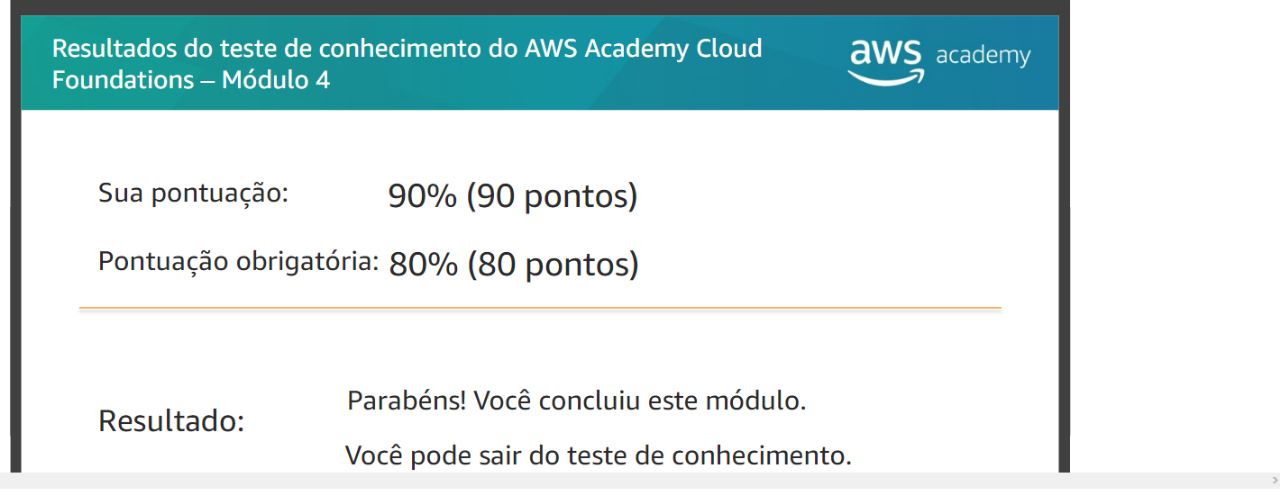 Resultados do teste de conhecimento do AWS Academy Cloud
Foundations – Módulo 4
aws academy
Sua pontuação: 90% (90 pontos)
Pontuação obrigatória: 80% (80 pontos)
Resultado:
Parabéns! Você concluiu este módulo.
Você pode sair do teste de conhecimento.